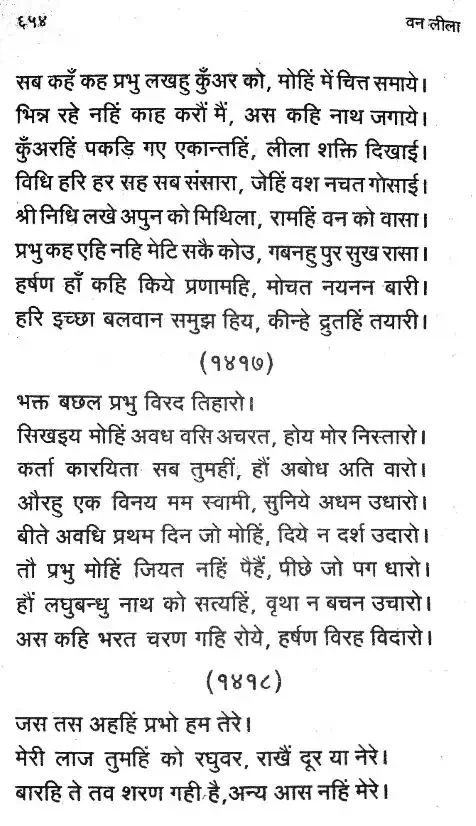 ६५४ वन लीला
सब कहँ कह प्रभु लखहु कुँअर को, मोहिं में चित्त समाये।
भिन्न रहे नहिं काह करौं मैं, अस कहि नाथ जगाये।
कुँअरहिं पकड़ि गए एकान्तहिं, लीला शक्ति दिखाई।
विधि हरि हर सह सब संसारा, जेहिं वश नचत गोसाई।
श्री निधि लखे अपुन को मिथिला, रामहिं वन को वासा।
प्रभु कह एहि नहि मेटि सकै कोउ, गबनहु पुर सुख रासा।
हर्षण हाँ कहि किये प्रणामहि, मोचत नयनन बारी।
हरि इच्छा बलवान समुझ हिय, कीन्हे द्रुतहिं तयारी।
(१४१७)
भक्त बछल प्रभु विरद तिहारो।
सिखइय मोहिं अवध वसि अचरत, होय मोर निस्तारो।
कर्ता कारयिता सब तुमहीं, हौं अबोध अति वारो।
औरहु एक विनय मम स्वामी, सुनिये अधम उधारो।
बीते अवधि प्रथम दिन जो मोहिं, दिये न दर्श उदारो।
तौ प्रभु मोहिं जियत नहिं पैहैं, पीछे जो पग धारो।
हौं लघुबन्धु नाथ को सत्यहिं, वृथा न बचन उचारो।
अस कहि भरत चरण गहि रोये, हर्षण विरह विदारो।
(१४१८)
जस तस अहहिं प्रभो हम तेरे।
मेरी लाज तुमहिं को रघुवर, राखैं दूर या नेरे।
बारहि ते तव शरण गही है,अन्य आस नहिं मेरे।